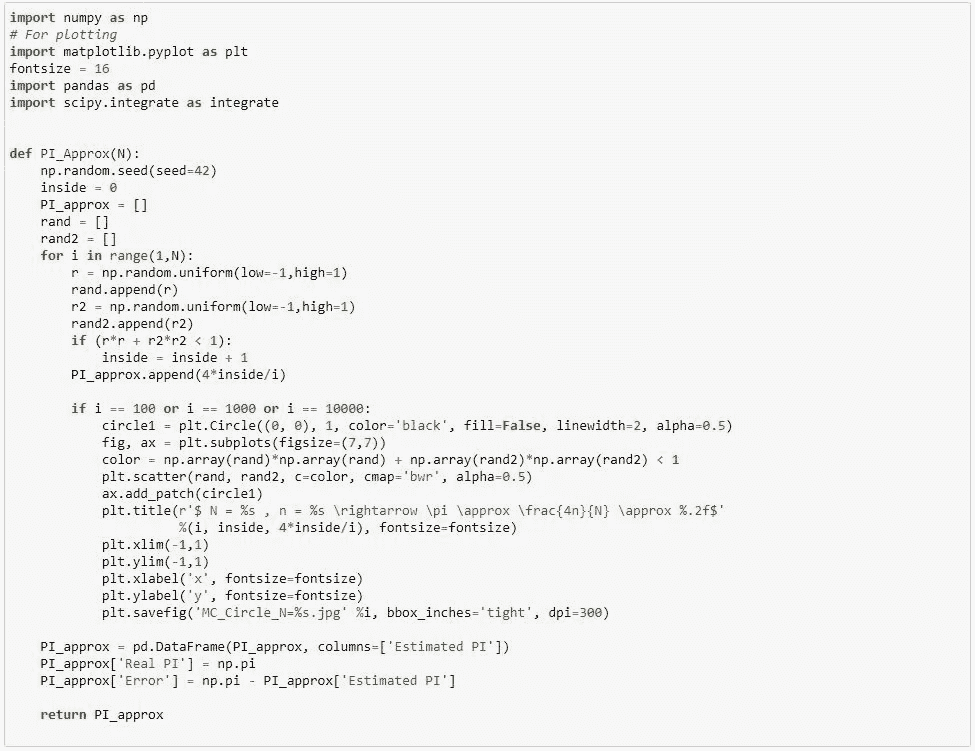 import numpy as np
# For plotting
import matplotlib.pyplot as plt
fontsize = 16
import pandas as pd
import scipy.integrate as integrate
def PI_Approx(N):
    np.random.seed(seed=42)
    inside = 0
    PI_approx = []
    rand = []
    rand2 = []
    for i in range(1,N):
        r = np.random.uniform(low=-1,high=1)
        rand.append(r)
        r2 = np.random.uniform(low=-1,high=1)
        rand2.append(r2)
        if (r*r + r2*r2 < 1):
            inside = inside + 1
        PI_approx.append(4*inside/i)
        if i == 100 or i == 1000 or i == 10000:
            circle1 = plt.Circle((0, 0), 1, color='black', fill=False, linewidth=2, alpha=0.5)
            fig, ax = plt.subplots(figsize=(7,7))
            color = np.array(rand)*np.array(rand) + np.array(rand2)*np.array(rand2) < 1
            plt.scatter(rand, rand2, c=color, cmap='bwr', alpha=0.5)
            ax.add_patch(circle1)
            plt.title(r'$ N = %s , n = %s \rightarrow \pi \approx \frac{4n}{N} \approx %.2f$'
                      %(i, inside, 4*inside/i), fontsize=fontsize)
            plt.xlim(-1,1)
            plt.ylim(-1,1)
            plt.xlabel('x', fontsize=fontsize)
            plt.ylabel('y', fontsize=fontsize)
            plt.savefig('MC_Circle_N=%s.jpg' %i, bbox_inches='tight', dpi=300)
    PI_approx = pd.DataFrame(PI_approx, columns=['Estimated PI'])
    PI_approx['Real PI'] = np.pi
    PI_approx['Error'] = np.pi - PI_approx['Estimated PI']
    return PI_approx